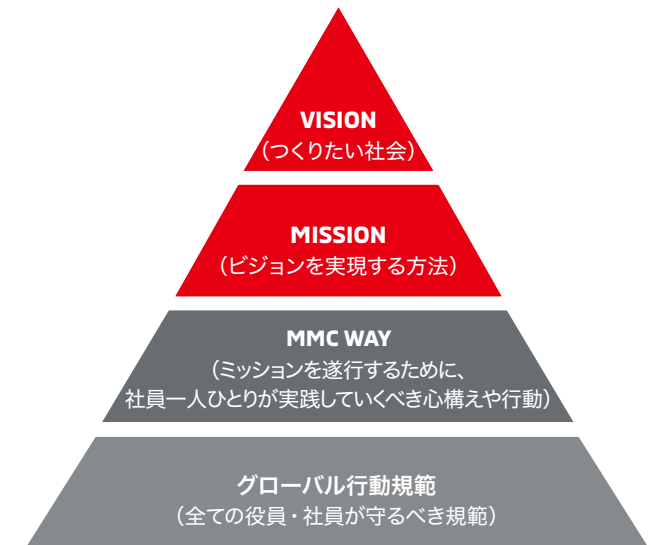 VISION
（つくりたい社会）
MISSION
（ビジョンを実現する方法）
MMC WAY
（ミッションを遂行するために、
社員一人ひとりが実践していくべき心構えや行動）
グローバル行動規範
（全ての役員・社員が守るべき規範）